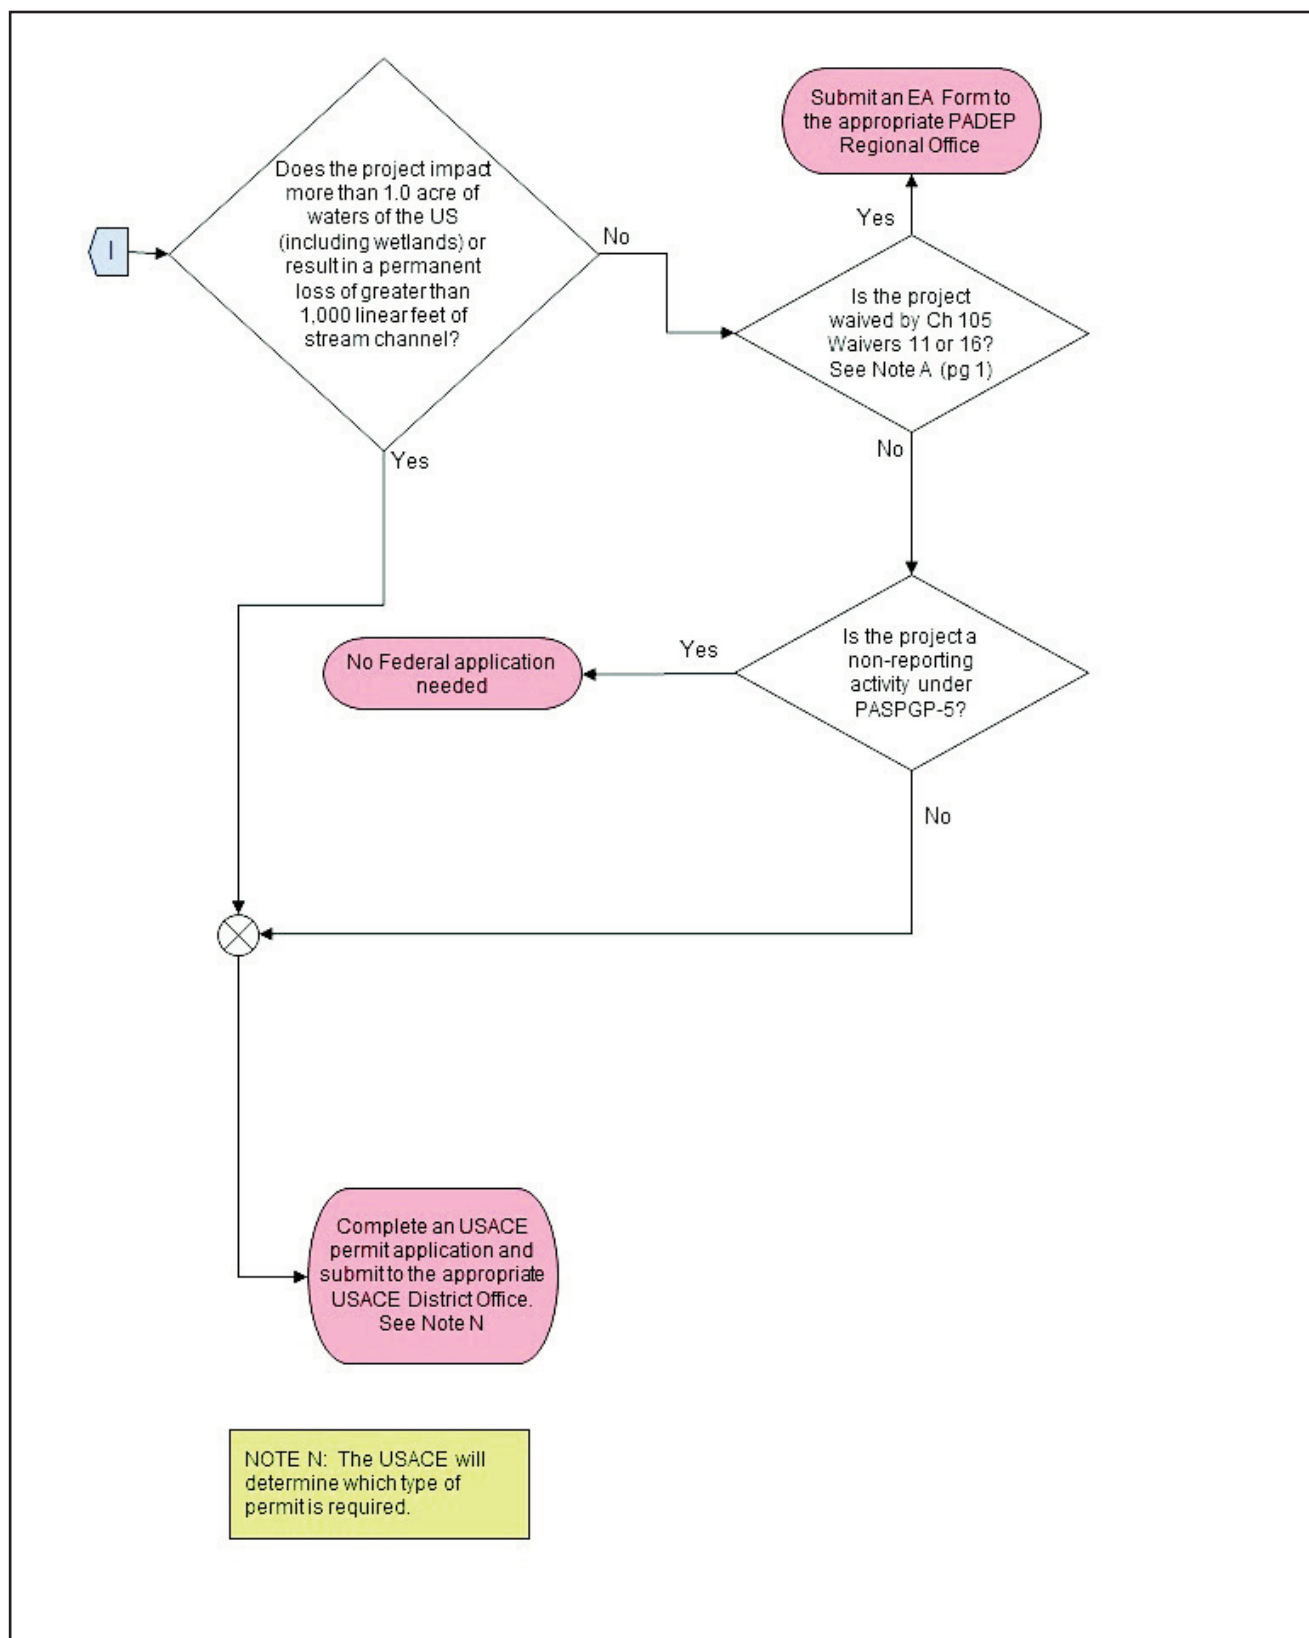 Submit an EA Form to
the appropriate PADEP
Regional Office
Does the project impact
more than 1.0 acre of
waters of the US
(including wetlands) or
result in a permanent
loss of greater than
1,000 linear feet of
stream channel?
I
No
Yes
Is the project
waived by Ch 105
Waivers 11 or 16?
See Note A (pg 1)
Yes
No
Is the project a
non-reporting
activity under
PASPGP-5?
Yes
No Federal application
needed
No
Complete an USACE
permit application and
submit to the appropriate
USACE District Office.
See Note N
NOTE N: The USACE will
determine which type of
permit is required.